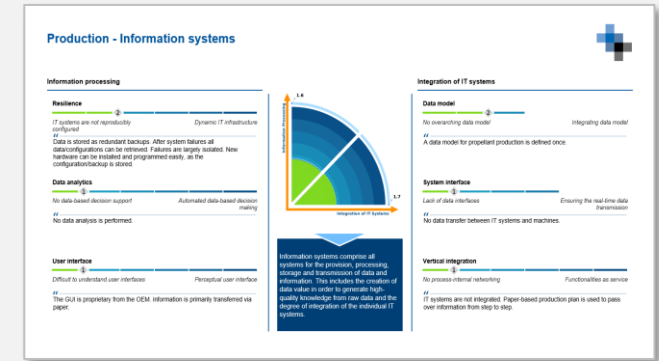 Production - Information systems
Information processing
Resilience
2
IT systems are not reproducibly
configured
Dynamic IT infrastructure
"
Data is stored as redundant backups. After system failures all
data/configurations can be retrieved. Failures are largely isolated. New
hardware can be installed and programmed easily, as the
configuration/backup is stored.
Data analytics
1
No data-based decision support
Automated data-based decision
making
"
No data analysis is performed.
User interface
1
Difficult to understand user interfaces
Perceptual user interface
"
The GUI is proprietary from the OEM. Information is primarily transferred via
paper.
1.6
Information Processing
1.7
Integration of IT Systems
Information systems comprise all
systems for the provision, processing,
storage and transmission of data and
information. This includes the creation of
data value in order to generate high-
quality knowledge from raw data and the
degree of integration of the individual IT
systems.
Integration of IT systems
Data model
2
No overarching data model
Integrating data model
"
A data model for propellant production is defined once.
System interface
1
Lack of data interfaces
Ensuring the real-time data
transmission
"
No data transfer between IT systems and machines.
Vertical integration
1
No process-internal networking
Functionalities as service
"
IT systems are not integrated. Paper-based production plan is used to pass
over information from step to step.